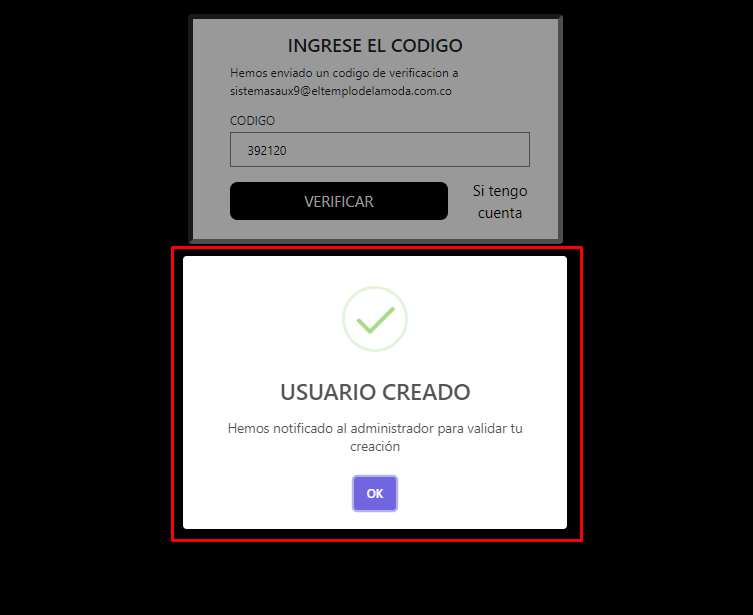 INGRESE EL CODIGO
Hemos enviado un codigo de verificacion a
sistemasaux9@eltemplodelamoda.com.co
CODIGO
392120
VERIFICAR
Si tengo
cuenta
USUARIO CREADO
Hemos notificado al administrador para validar tu
creación
OK